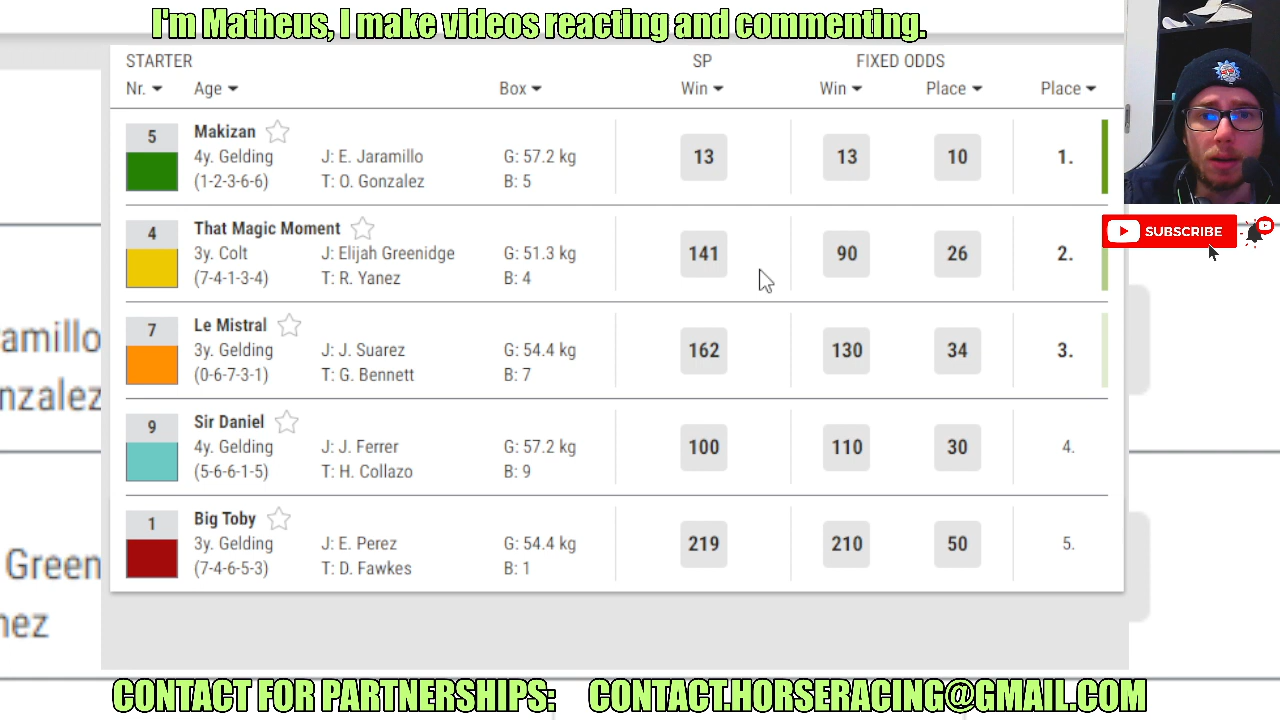 I'm Matheus, I make videos reacting and commenting.
STARTER SP FIXED ODDS
Nr. Age Box Win Win Place Place
5 Makizan
4y. Gelding J: E. Jaramillo G: 57.2 kg 13 13 10 1.
(1-2-3-6-6) T: O. Gonzalez B: 5
SUBSCRIBE
4 That Magic Moment
3y. Colt J: Elijah Greenidge G: 51.3 kg 141 90 26 2.
(7-4-1-3-4) T: R. Yanez B: 4
7 Le Mistral
3y. Gelding J: J. Suarez G: 54.4 kg 162 130 34 3.
(0-6-7-3-1) T: G. Bennett B: 7
9 Sir Daniel
4y. Gelding J: J. Ferrer G: 57.2 kg 100 110 30 4.
(5-6-6-1-5) T: H. Collazo B: 9
1 Big Toby
3y. Gelding J: E. Perez G: 54.4 kg 219 210 50 5.
(7-4-6-5-3) T: D. Fawkes B: 1
amillo
nzalez
Green
nez
CONTACT FOR PARTNERSHIPS: CONTACT.HORSERACING@GMAIL.COM